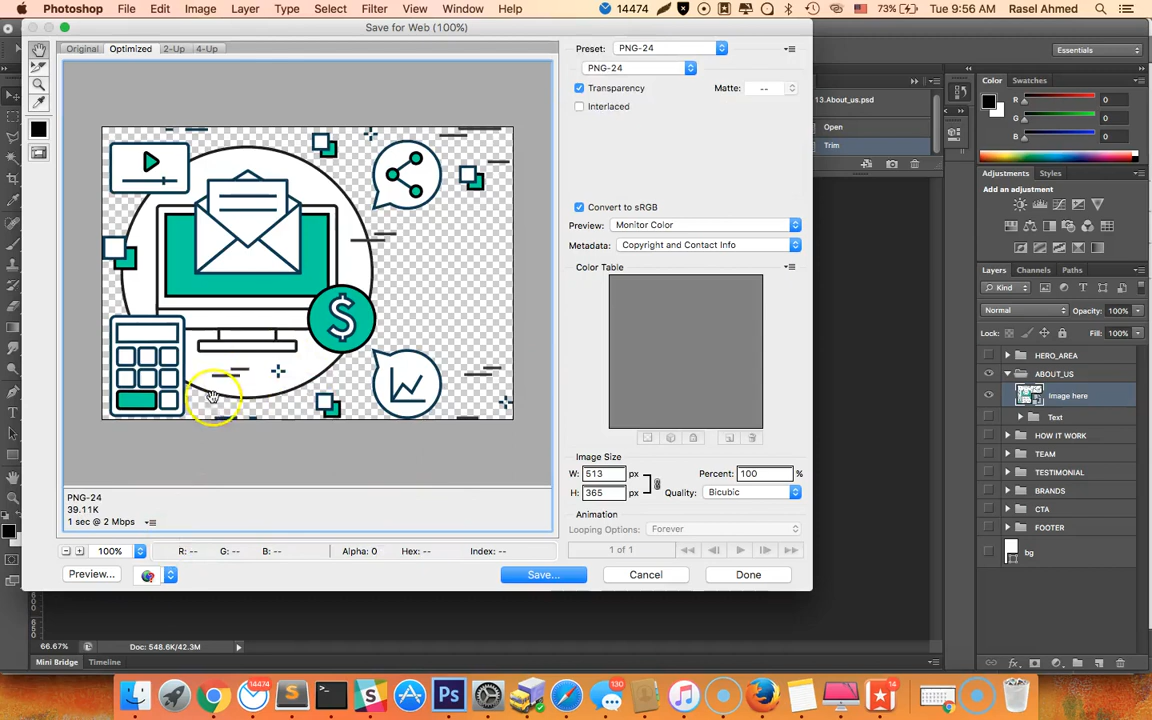 Photoshop File Edit Image Layer Type Select Filter View Window Help 14474 73% Tue 9:56 AM Rasel Ahmed
Save for Web (100%)
Original Optimized 2-Up 4-Up
Preset: PNG-24
PNG-24
Transparency Matte: --
Interlaced
Convert to sRGB
Preview: Monitor Color
Metadata: Copyright and Contact Info
Color Table
Image Size
W: 513 px Percent: 100 %
H: 365 px Quality: Bicubic
Animation
Looping Options: Forever
1 of 1
$
PNG-24
39.11K
1 sec @ 2 Mbps
100% R: -- G: -- B: -- Alpha: 0 Hex: -- Index: --
Preview... Save... Cancel Done
Essentials
13.About_us.psd
Open
Trim
Color Swatches
R 0
G 0
B 0
Adjustments Styles
Add an adjustment
Layers Channels Paths
Kind
Normal Opacity: 100%
Lock: Fill: 100%
HERO_AREA
ABOUT_US
Image here
Text
HOW IT WORK
TEAM
TESTIMONIAL
BRANDS
CTA
FOOTER
bg
66.67% Doc: 548.6K/42.3M
Mini Bridge Timeline
14474 130 14